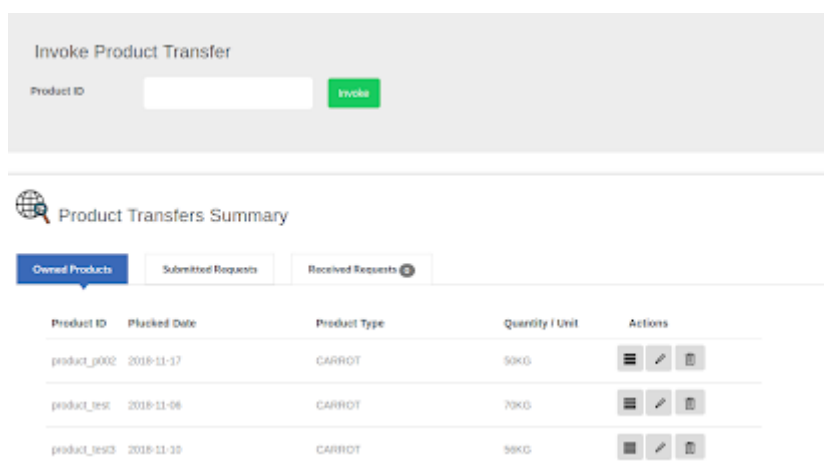 Invoke Product Transfer
Product ID
Invoke
Product Transfers Summary
Owned Products Submitted Requests Received Requests 0
Product ID Plucked Date Product Type Quantity / Unit Actions
product_p002 2018-11-17 CARROT 50KG
product_test 2018-11-06 CARROT 70KG
product_test3 2018-11-10 CARROT 56KG